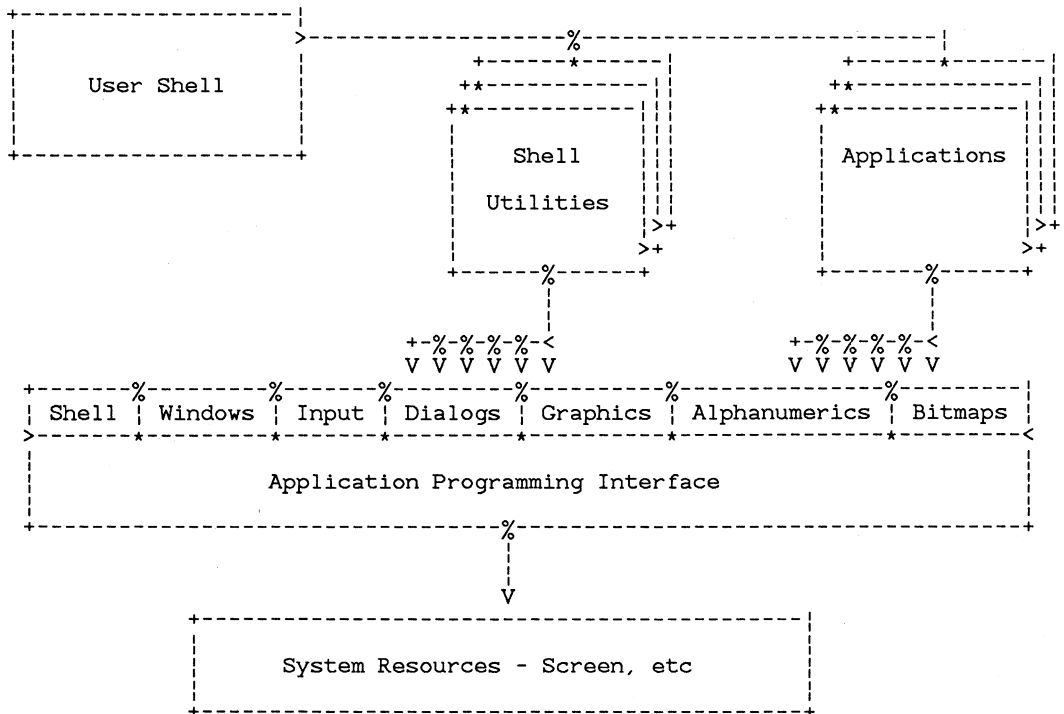 User Shell
Shell
Utilities
Applications
Shell Windows Input Dialogs Graphics Alphanumerics Bitmaps
Application Programming Interface
System Resources - Screen, etc